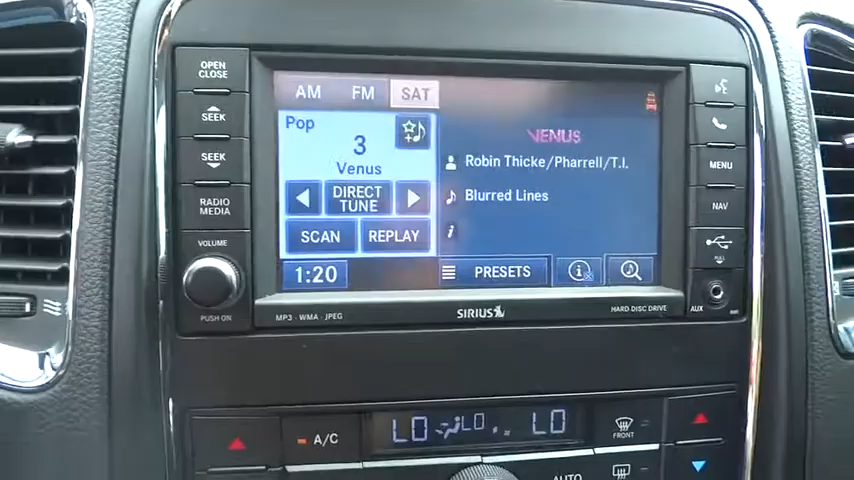 OPEN
CLOSE
SEEK
SEEK
RADIO
MEDIA
VOLUME
PUSH ON
AM FM SAT
Pop
3
Venus
DIRECT
TUNE
SCAN REPLAY
1:20
VENUS
Robin Thicke/Pharrell/T.I.
Blurred Lines
i
PRESETS
MENU
NAV
PULL
AUX
MP3 · WMA · JPEG
SIRIUS
HARD DISC DRIVE
A/C
LO LO LO
FRONT
AUTO
REAR